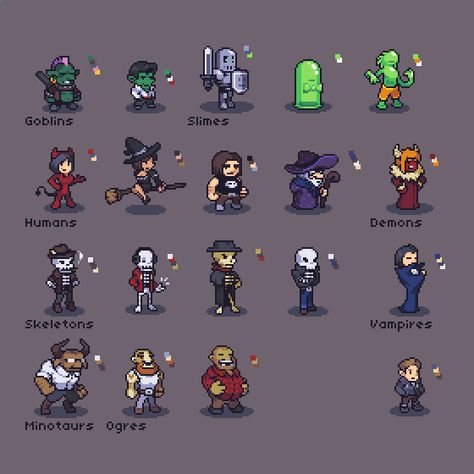 Goblins Slimes
Humans Demons
Skeletons Vampires
Minotaurs Ogres